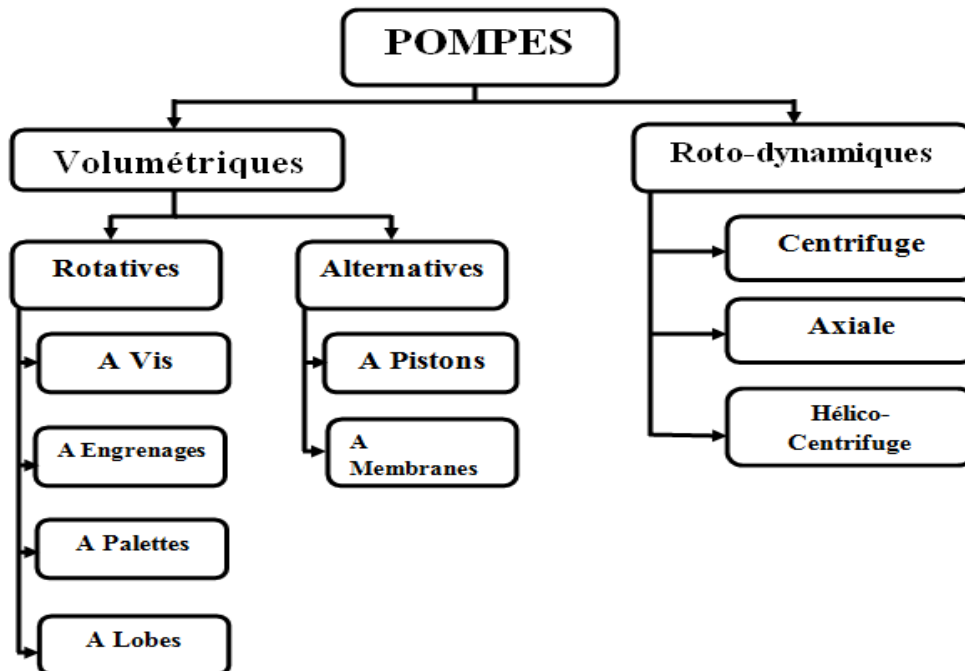 POMPES
Volumétriques
Roto-dynamiques
Rotatives
Alternatives
Centrifuge
Axiale
Hélico-
Centrifuge
A Vis
A Engrenages
A Palettes
A Lobes
A Pistons
A
Membranes